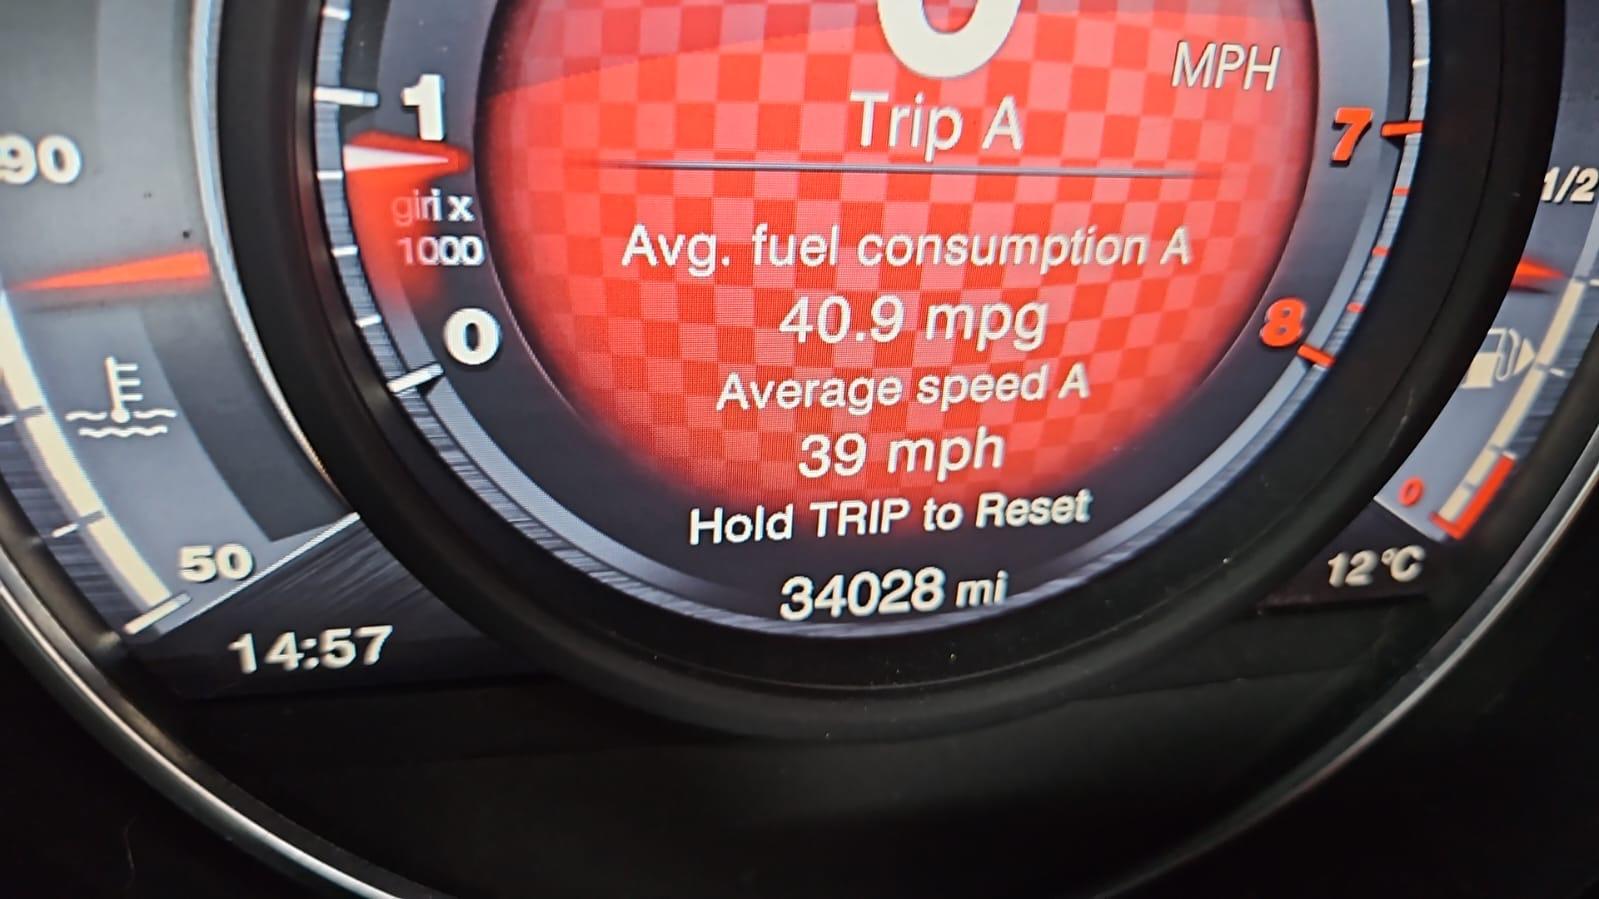 0
MPH
Trip A
1
7
90
1/2
giri x
1000
Avg. fuel consumption A
40.9 mpg
0
8
Average speed A
39 mph
0
Hold TRIP to Reset
50
34028 mi
12°C
14:57